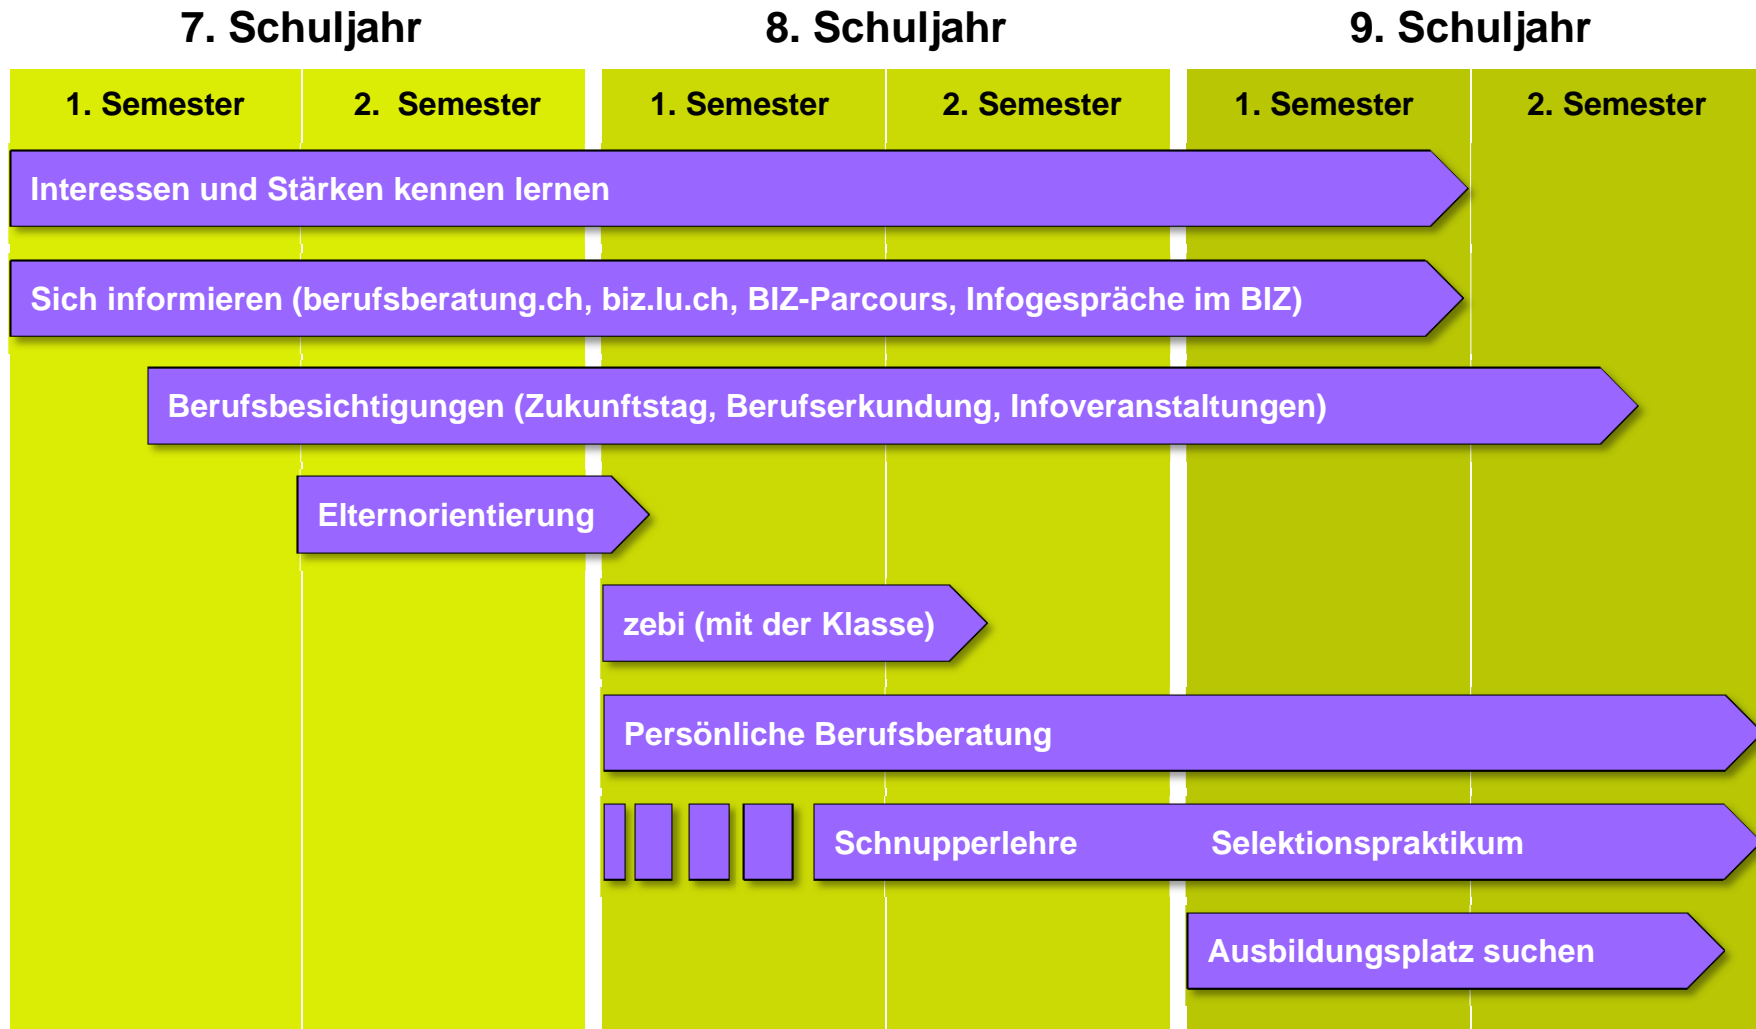 7. Schuljahr 8. Schuljahr 9. Schuljahr
1. Semester 2. Semester 1. Semester 2. Semester 1. Semester 2. Semester
Interessen und Stärken kennen lernen
Sich informieren (berufsberatung.ch, biz.lu.ch, BIZ-Parcours, Infogespräche im BIZ)
Berufsbesichtigungen (Zukunftstag, Berufserkundung, Infoveranstaltungen)
Elternorientierung
zebi (mit der Klasse)
Persönliche Berufsberatung
Schnupperlehre Selektionspraktikum
Ausbildungsplatz suchen